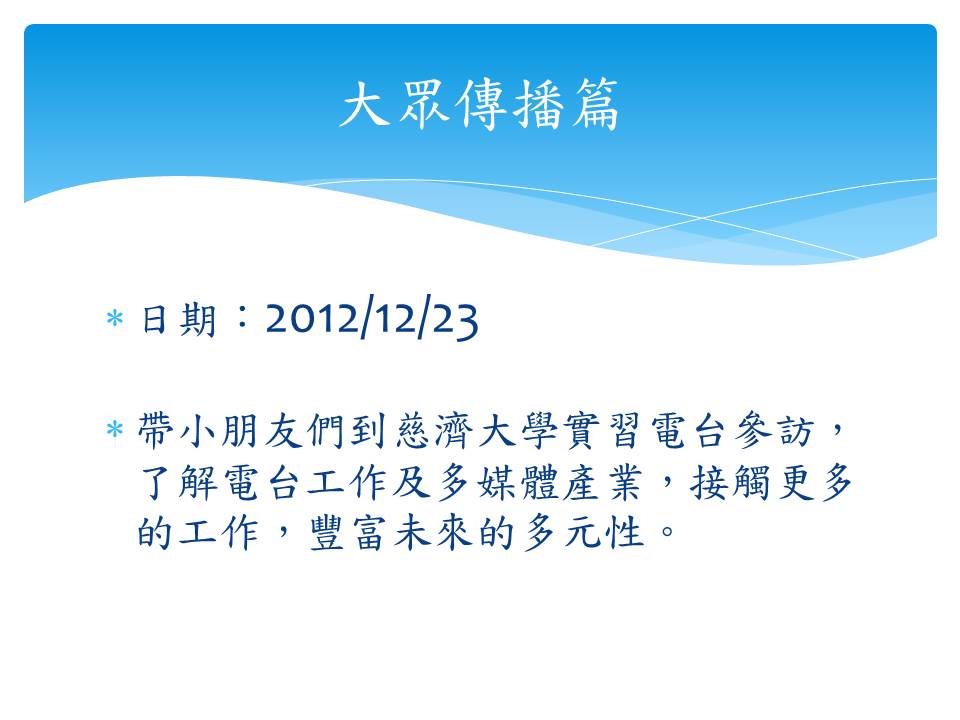 大眾傳播篇
* 日期：2012/12/23
* 帶小朋友們到慈濟大學實習電台參訪，
了解電台工作及多媒體產業，接觸更多
的工作，豐富未來的多元性。